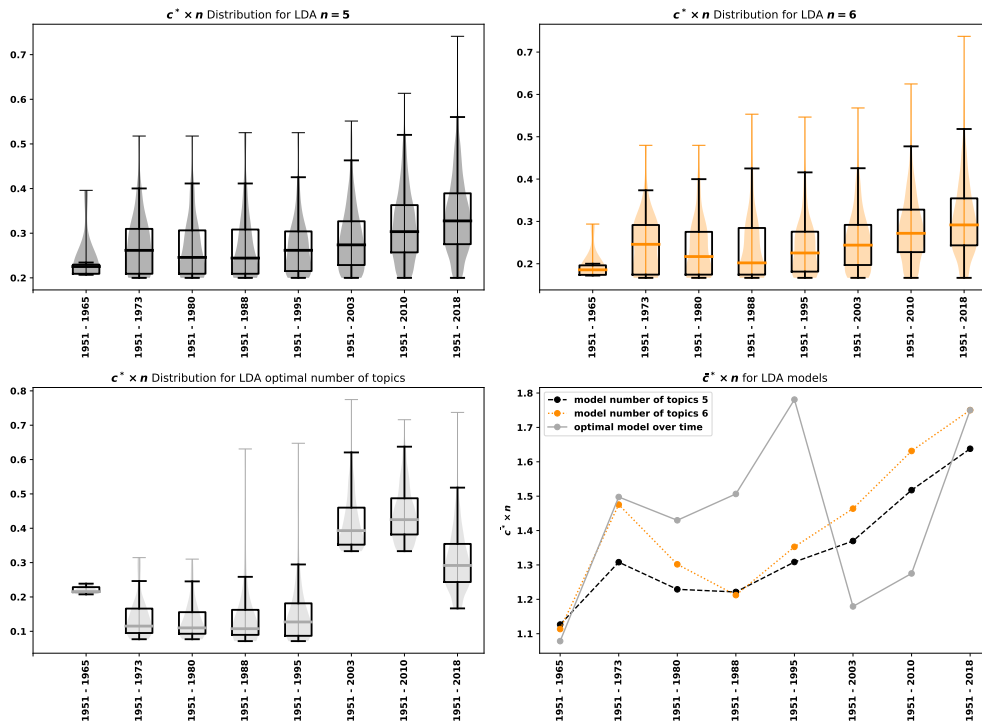 c* × n Distribution for LDA n = 5
0.7
0.6
0.5
0.4
0.3
0.2
1951 - 1965
1951 - 1973
1951 - 1980
1951 - 1988
1951 - 1995
1951 - 2003
1951 - 2010
1951 - 2018
c* × n Distribution for LDA n = 6
0.7
0.6
0.5
0.4
0.3
0.2
1951 - 1965
1951 - 1973
1951 - 1980
1951 - 1988
1951 - 1995
1951 - 2003
1951 - 2010
1951 - 2018
c* × n Distribution for LDA optimal number of topics
0.8
0.7
0.6
0.5
0.4
0.3
0.2
0.1
1951 - 1965
1951 - 1973
1951 - 1980
1951 - 1988
1951 - 1995
1951 - 2003
1951 - 2010
1951 - 2018
c̄* × n for LDA models
model number of topics 5
model number of topics 6
optimal model over time
c̄* × n
1.8
1.7
1.6
1.5
1.4
1.3
1.2
1.1
1951 - 1965
1951 - 1973
1951 - 1980
1951 - 1988
1951 - 1995
1951 - 2003
1951 - 2010
1951 - 2018